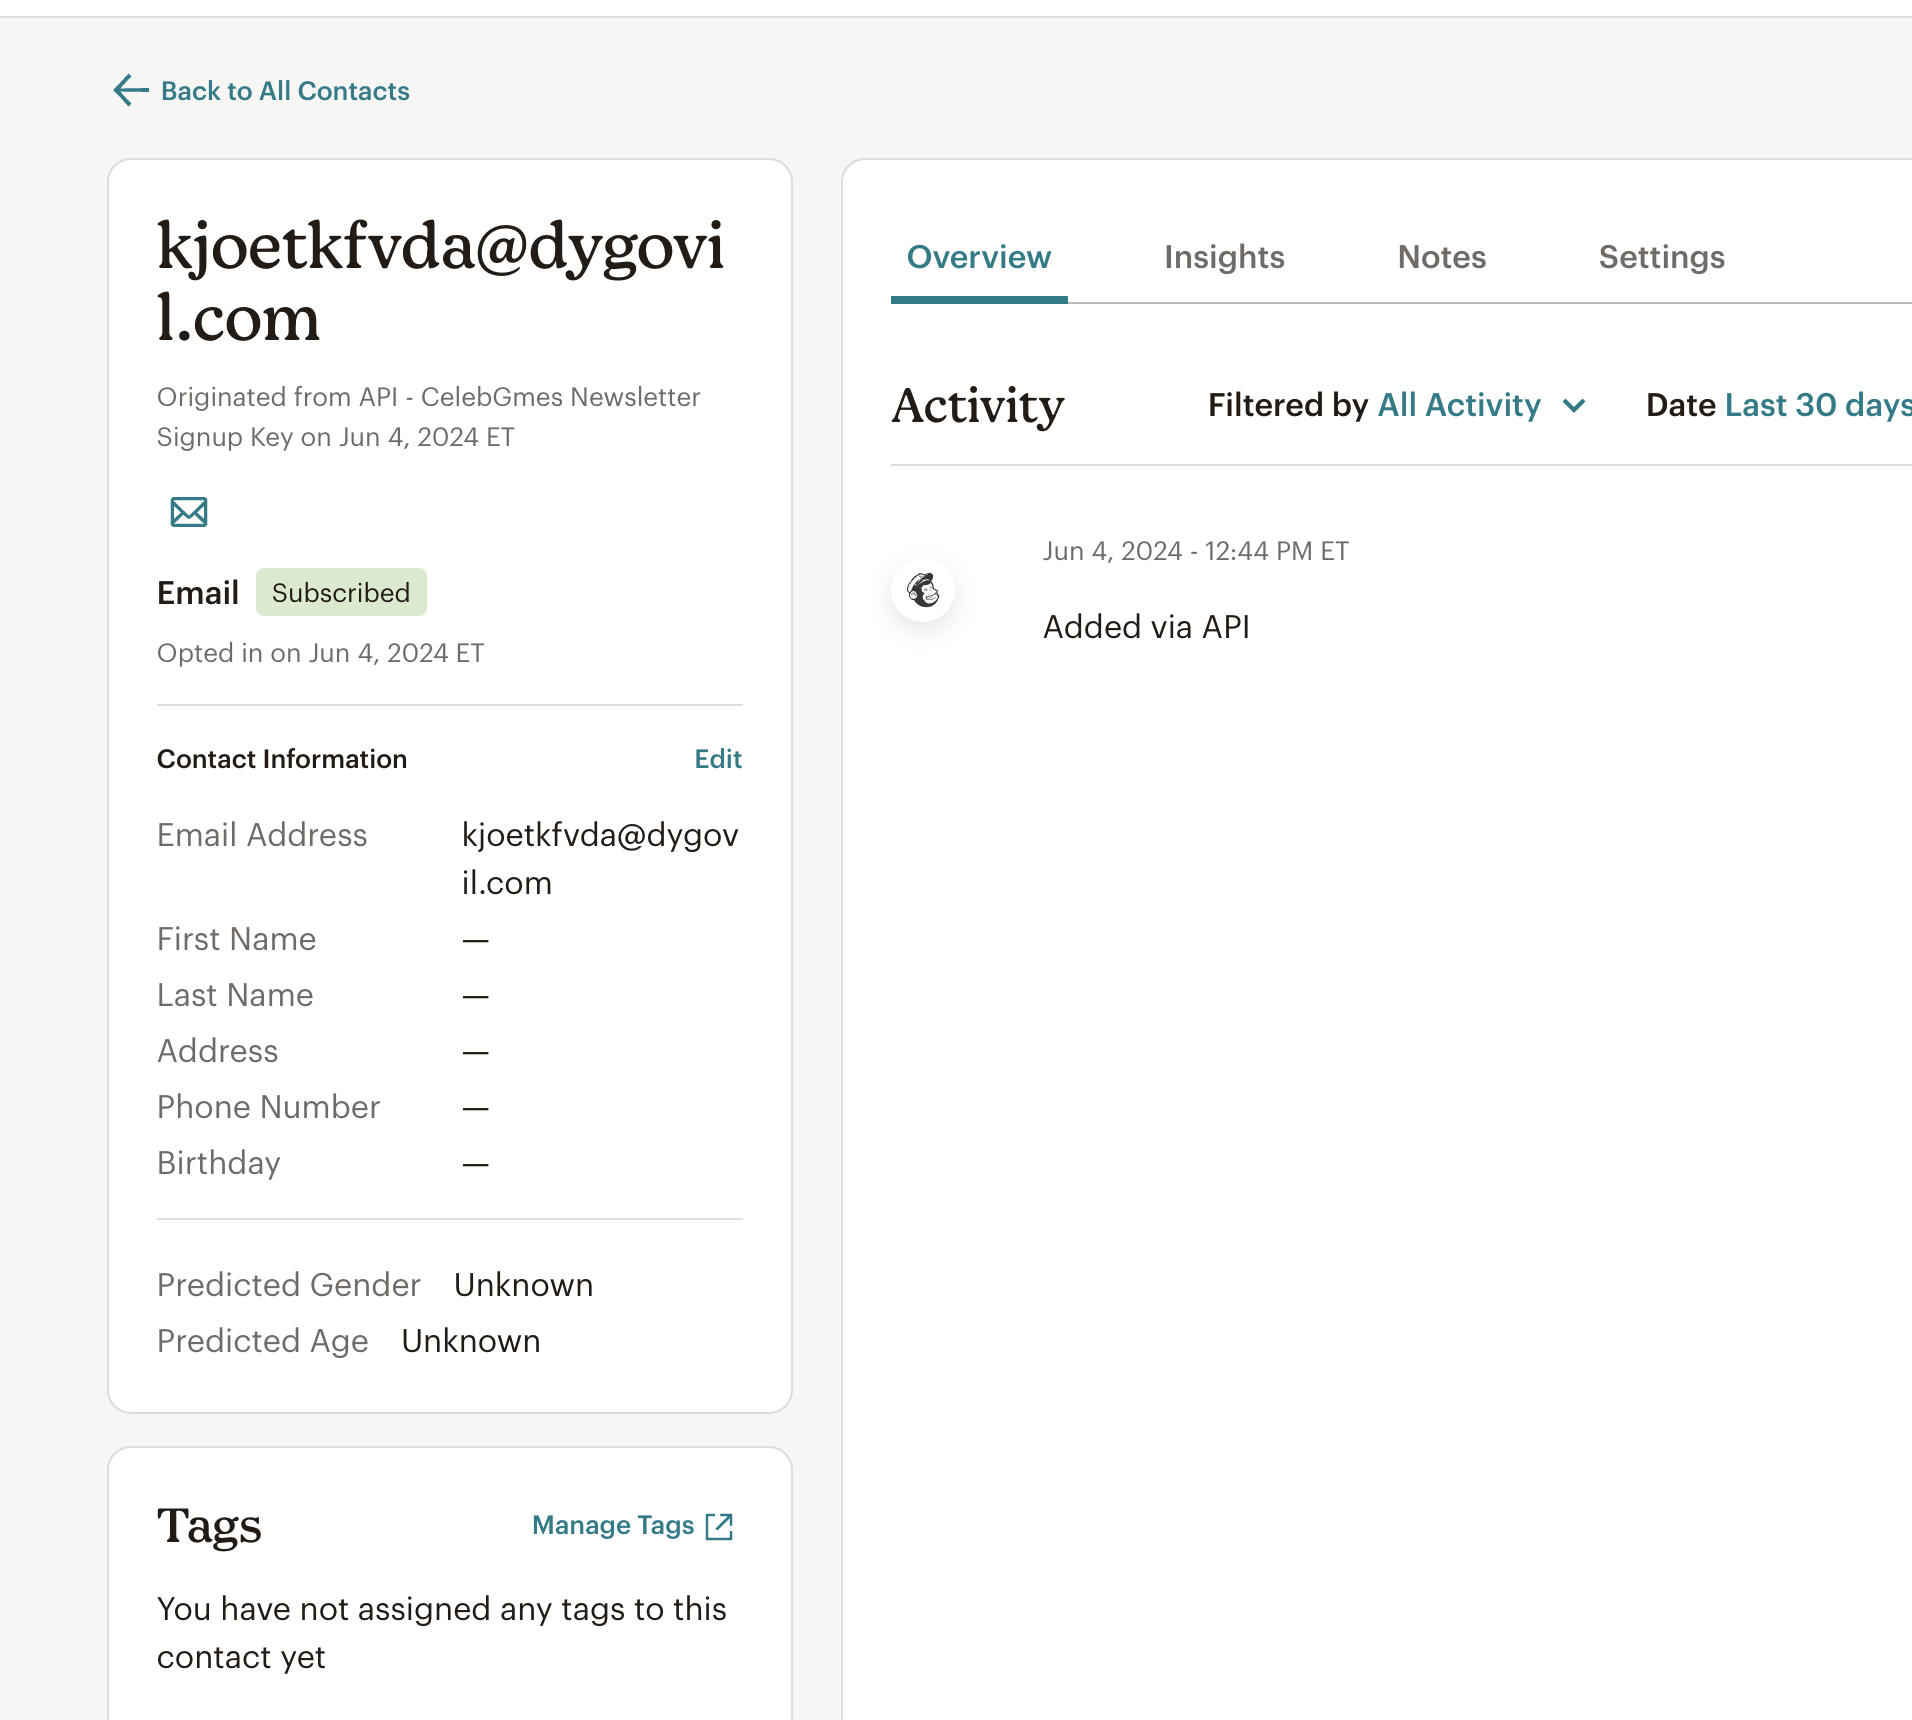 Back to All Contacts
kjoetkfvda@dygovi
l.com
Originated from API - CelebGmes Newsletter
Signup Key on Jun 4, 2024 ET
Email Subscribed
Opted in on Jun 4, 2024 ET
Contact Information Edit
Email Address kjoetkfvda@dygov
il.com
First Name —
Last Name —
Address —
Phone Number —
Birthday —
Predicted Gender Unknown
Predicted Age Unknown
Tags Manage Tags
You have not assigned any tags to this
contact yet
Overview Insights Notes Settings
Activity Filtered by All Activity Date Last 30 days
Jun 4, 2024 - 12:44 PM ET
Added via API